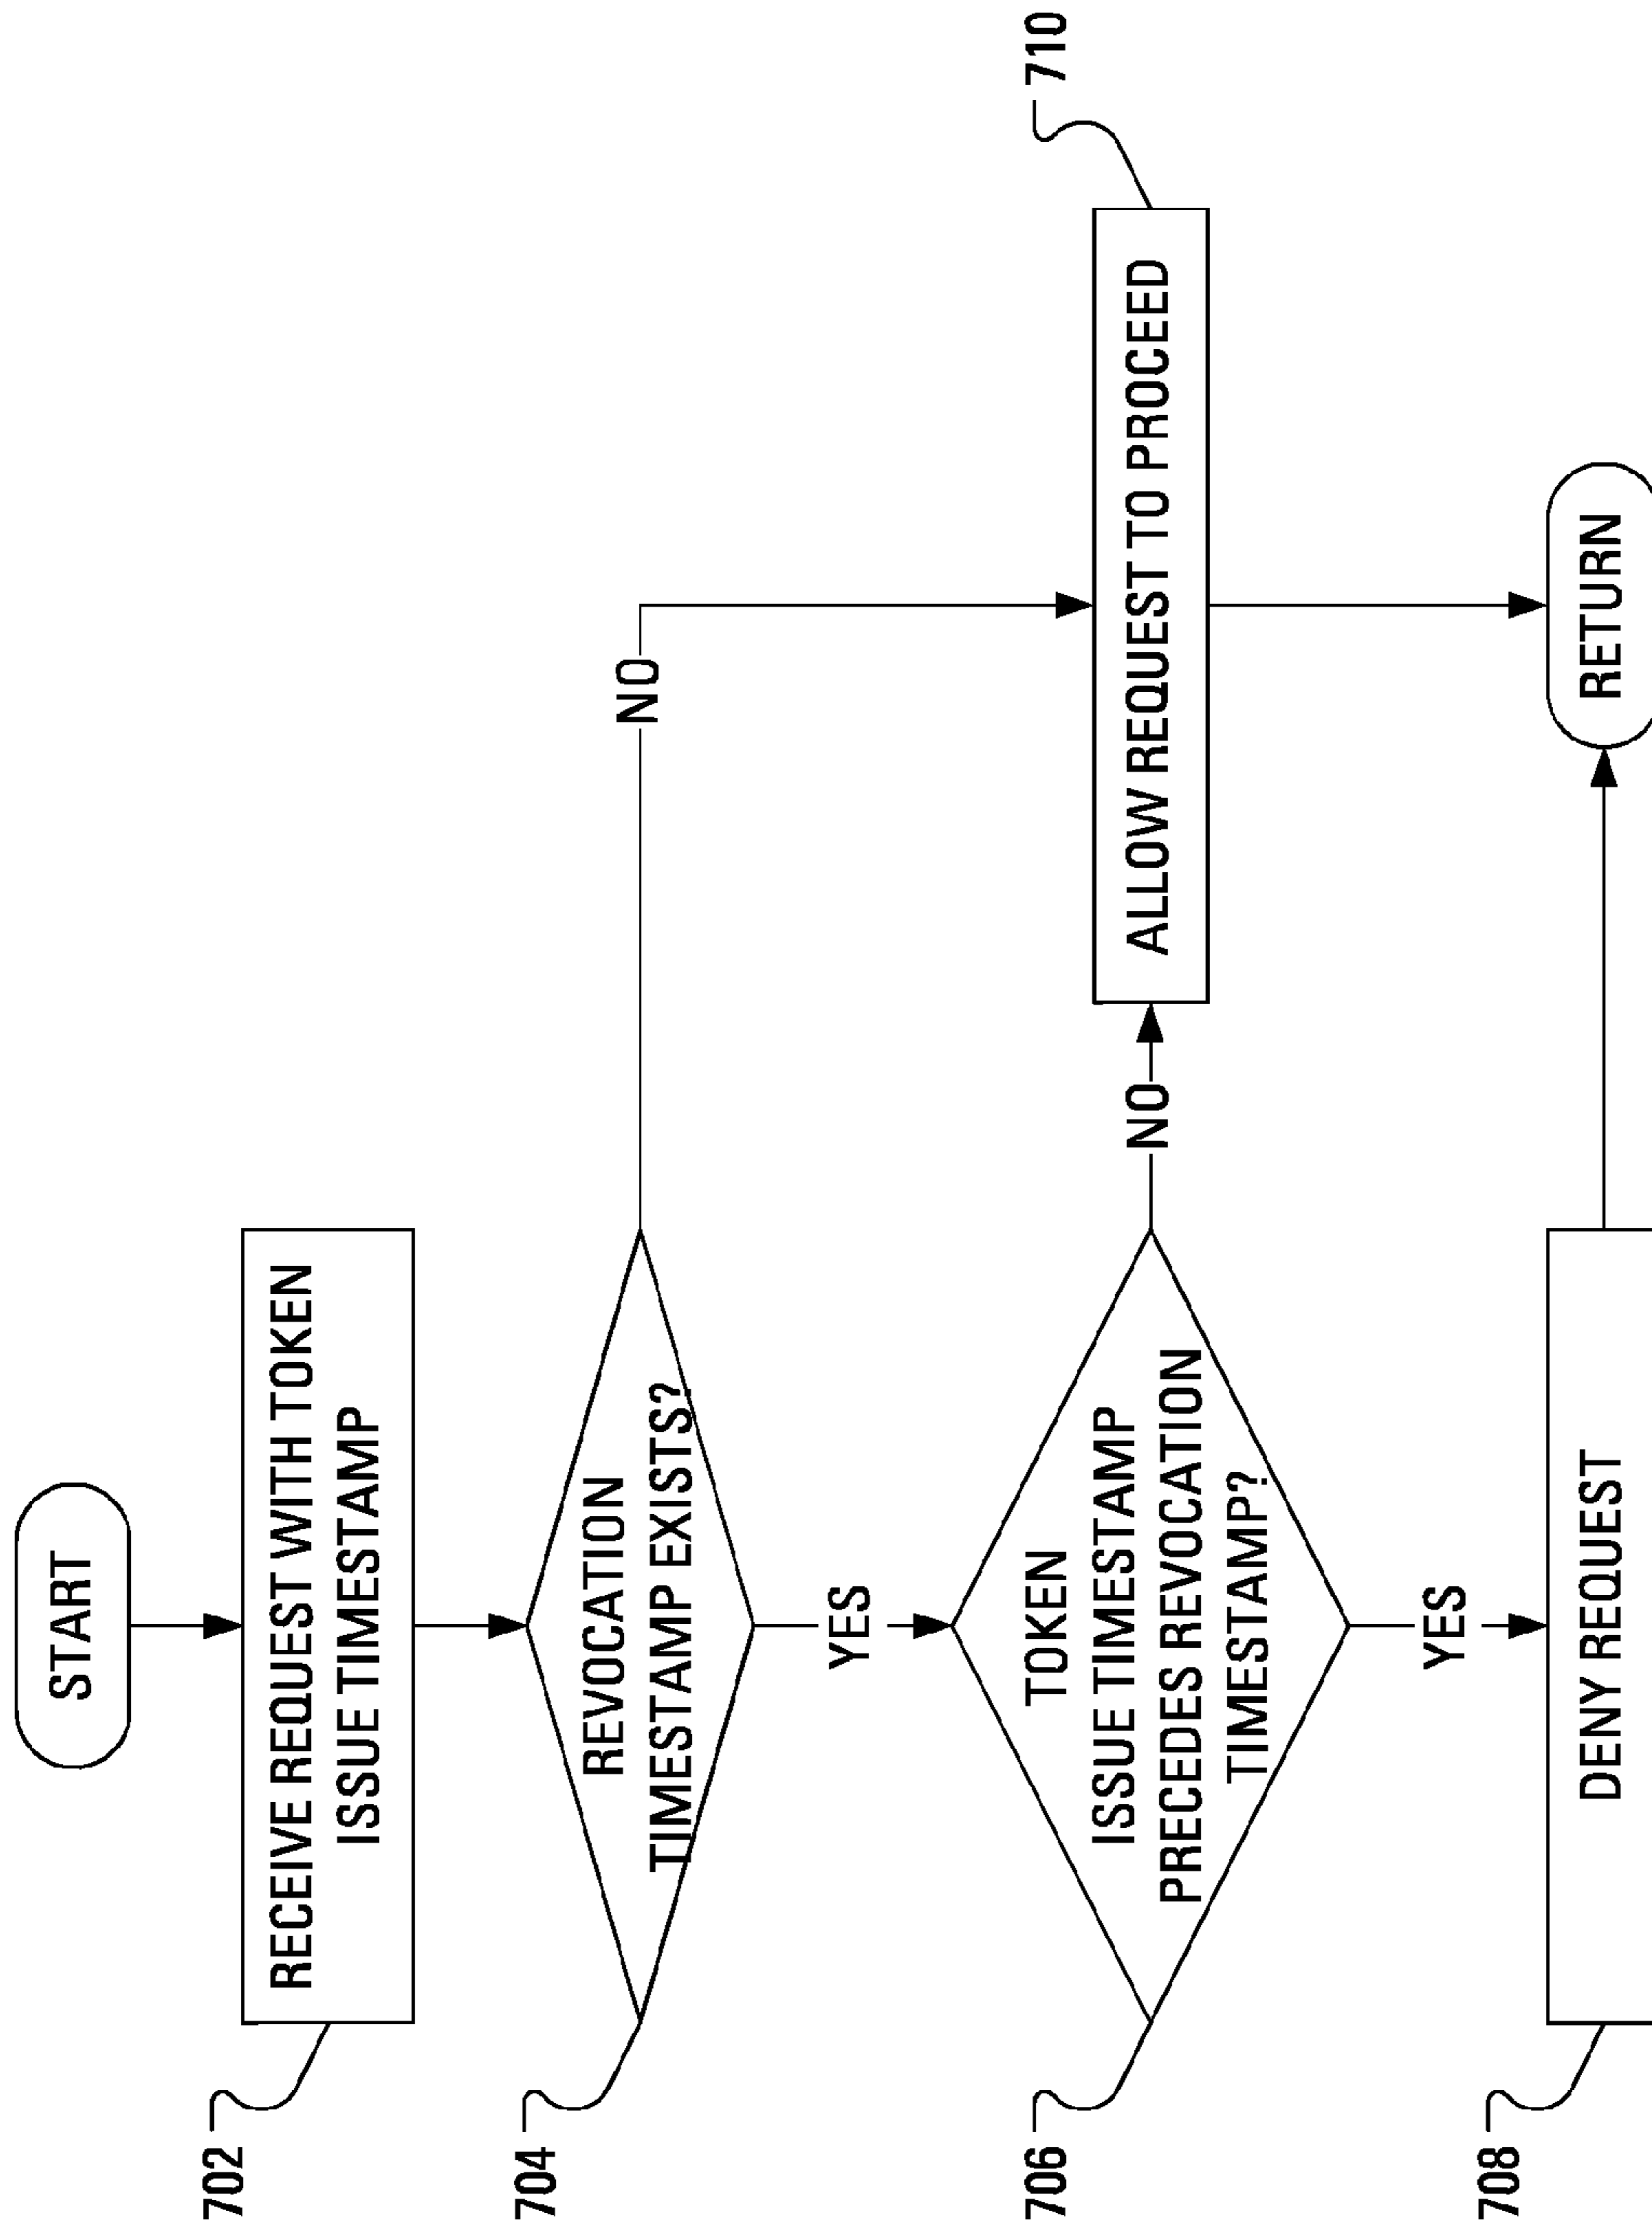 START
702
RECEIVE REQUEST WITH TOKEN
ISSUE TIMESTAMP
704
REVOCATION
TIMESTAMP EXISTS?
NO
YES
706
TOKEN
ISSUE TIMESTAMP
PRECEDES REVOCATION
TIMESTAMP?
NO
710
ALLOW REQUEST TO PROCEED
YES
708
DENY REQUEST
RETURN